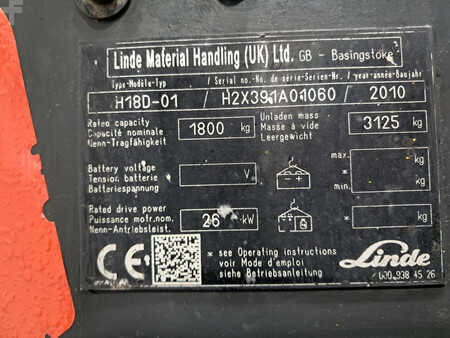 Linde Material Handling (UK) Ltd. GB - Basingstoke
Type-Modèle-Typ / Serial no.-No. de série-Serien-Nr. / year-année-Baujahr
H18D-01 / H2X391A01060 / 2010
Rated capacity
Capacité nominale
Nenn-Tragfähigkeit
1800 kg
Unladen mass
Masse à vide
Leergewicht
3125 kg
Battery voltage
Tension batterie
Batteriespannung
V
max. kg
*
min. kg
Rated drive power
Puissance motr.nom.
Nenn-Antriebsleist.
26 kW
* kg
CE
* see Operating instructions
voir Mode d'emploi
siehe Betriebsanleitung
Linde
000 938 45 26